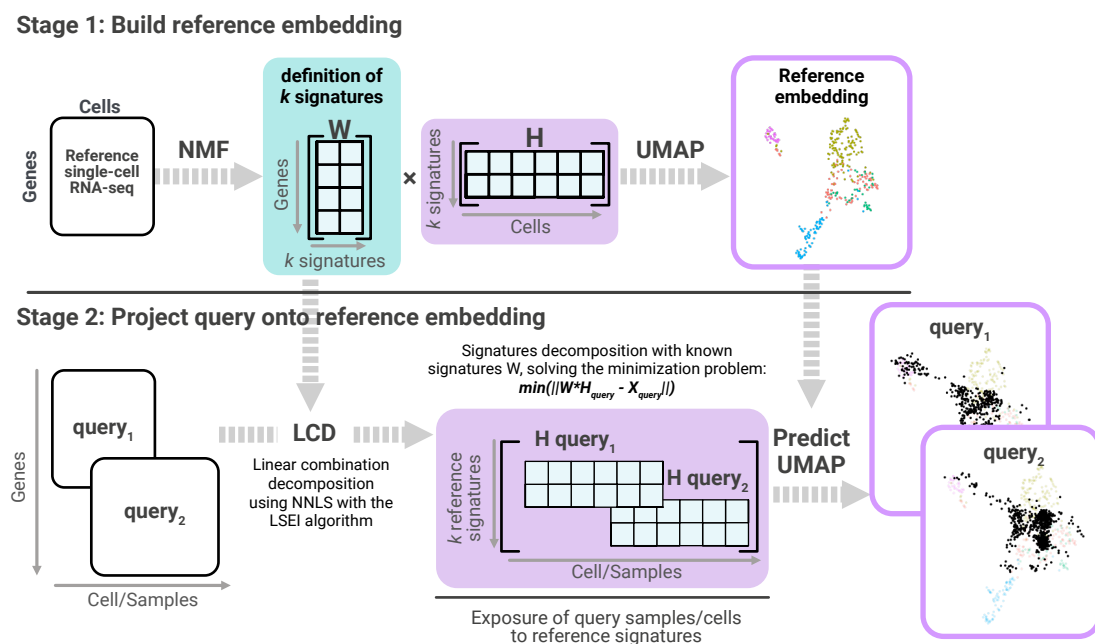 Stage 1: Build reference embedding
Cells
Genes
Reference
single-cell
RNA-seq
NMF
definition of
k signatures
W
Genes
k signatures
×
H
k signatures
Cells
UMAP
Reference
embedding
Stage 2: Project query onto reference embedding
Genes
query1
query2
Cell/Samples
LCD
Linear combination
decomposition
using NNLS with the
LSEI algorithm
Signatures decomposition with known
signatures W, solving the minimization problem:
min(||W*Hquery - Xquery||)
k reference
signatures
H query1
H query2
Cell/Samples
Exposure of query samples/cells
to reference signatures
Predict
UMAP
query1
query2